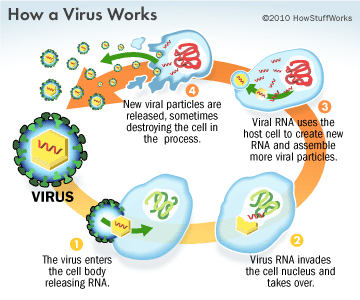 How a Virus Works
©2010 HowStuffWorks
VIRUS
1
The virus enters
the cell body
releasing RNA.
2
Virus RNA invades
the cell nucleus and
takes over.
3
Viral RNA uses the
host cell to create new
RNA and assemble
more viral particles.
4
New viral particles are
released, sometimes
destroying the cell in
the process.